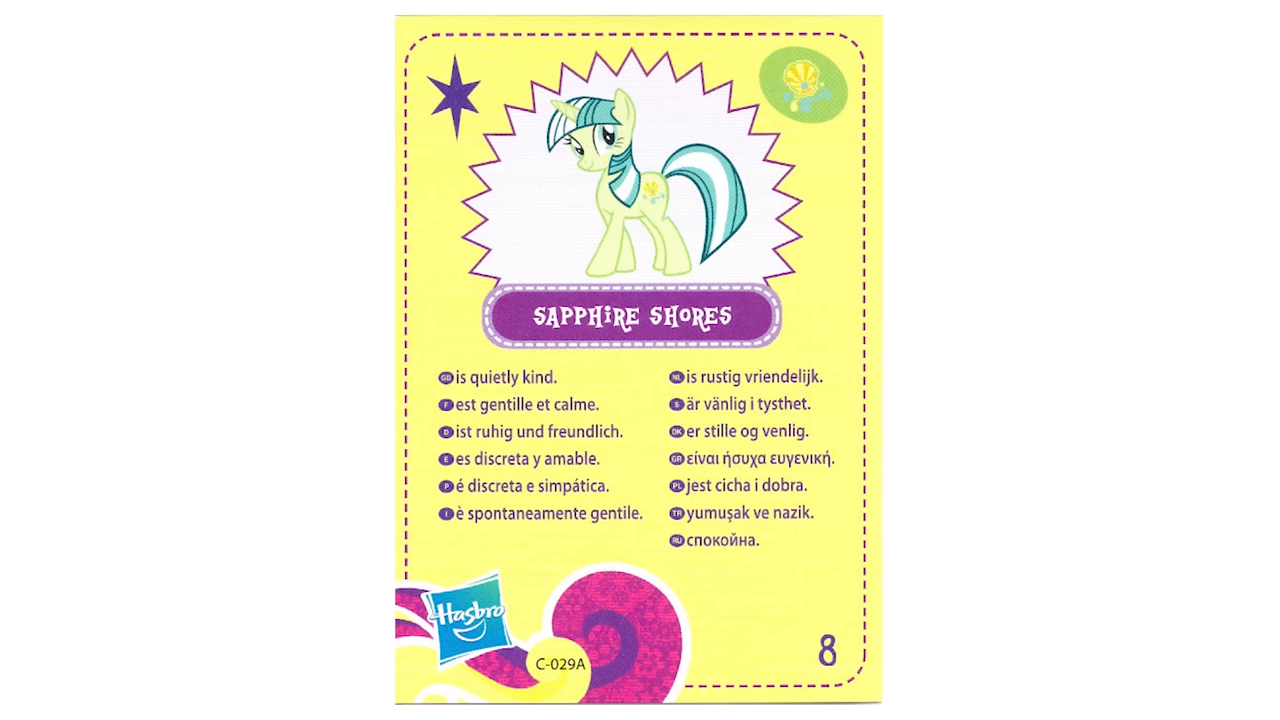 SAPPHiRE SHORES
GB is quietly kind.
F est gentille et calme.
D ist ruhig und freundlich.
E es discreta y amable.
P é discreta e simpática.
I è spontaneamente gentile.
NL is rustig vriendelijk.
S är vänlig i tysthet.
DK er stille og venlig.
GR είναι ήσυχα ευγενική.
PL jest cicha i dobra.
TR yumuşak ve nazik.
RU спокойна.
Hasbro
C-029A
8